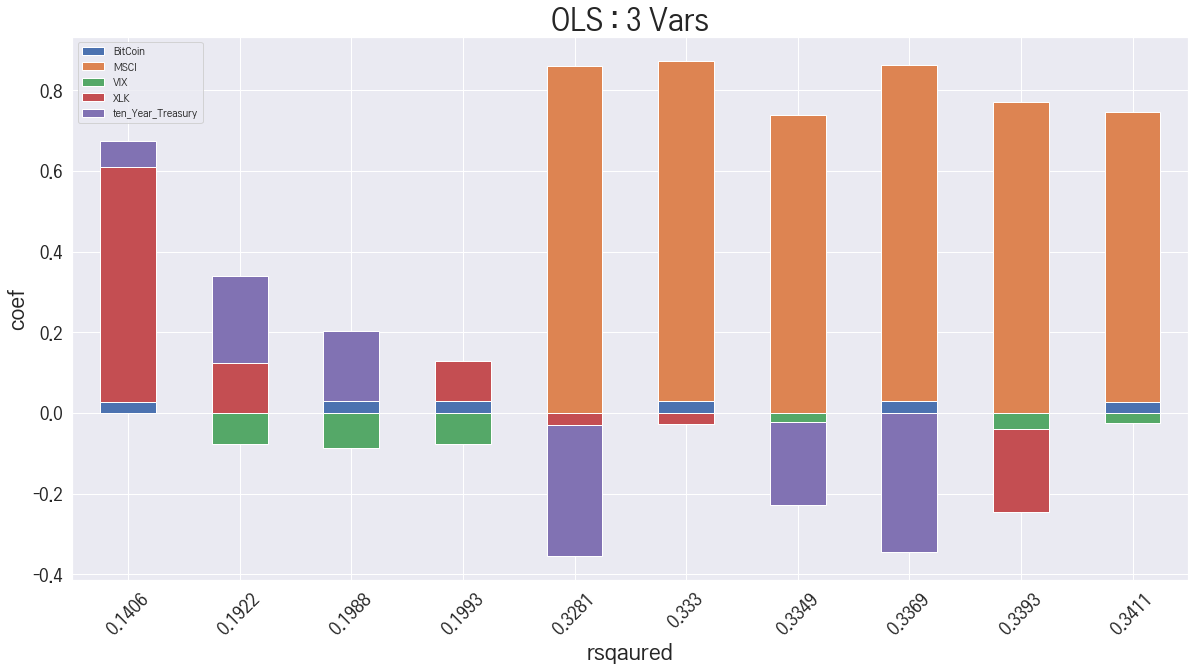 OLS : 3 Vars
BitCoin
MSCI
VIX
XLK
ten_Year_Treasury
coef
0.8
0.6
0.4
0.2
0.0
−0.2
−0.4
0.1406
0.1922
0.1988
0.1993
0.3281
0.333
0.3349
0.3369
0.3393
0.3411
rsqaured